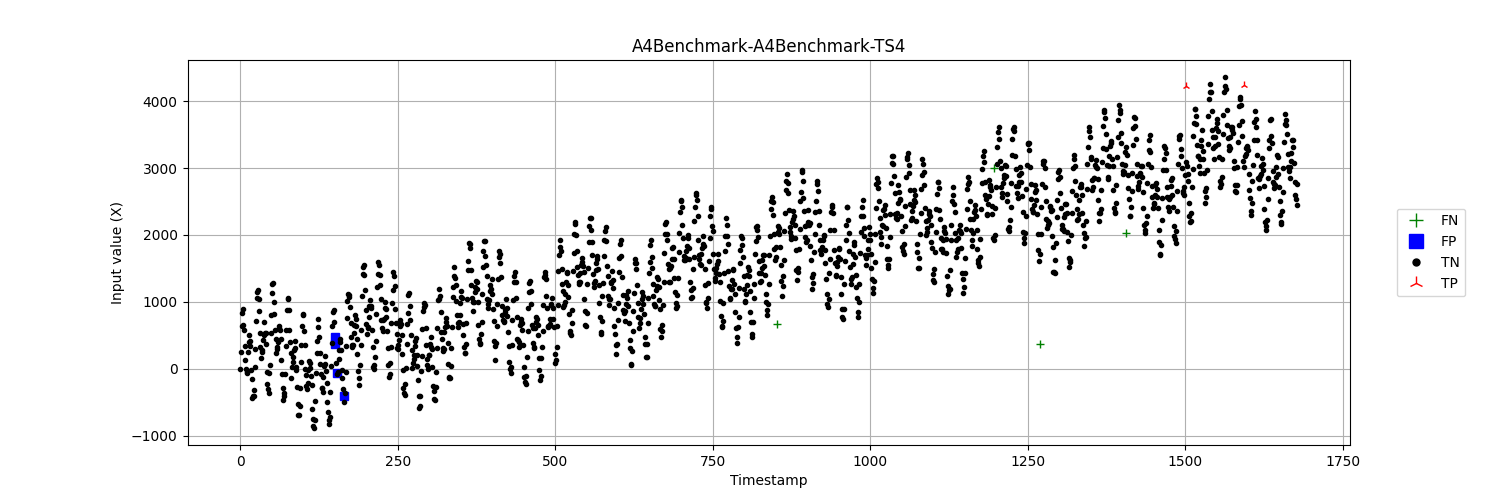 A4Benchmark-A4Benchmark-TS4
Input value (X)
4000
3000
2000
1000
0
−1000
0 250 500 750 1000 1250 1500 1750
Timestamp
FN
FP
TN
TP